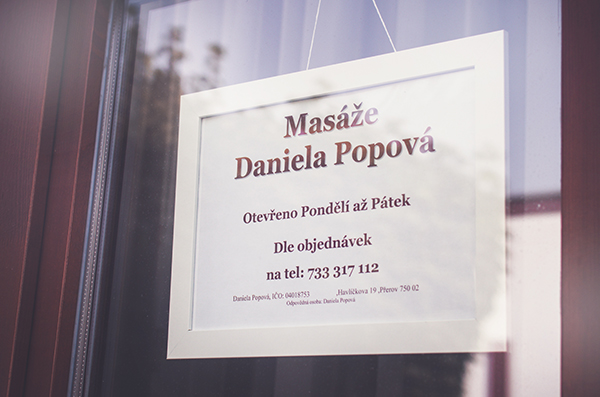 Masáže
Daniela Popová
Otevřeno Pondělí až Pátek
Dle objednávek
na tel: 733 317 112
Daniela Popová, IČO: 04018753 ,Havlíčkova 19 ,Přerov 750 02
Odpovědná osoba: Daniela Popová